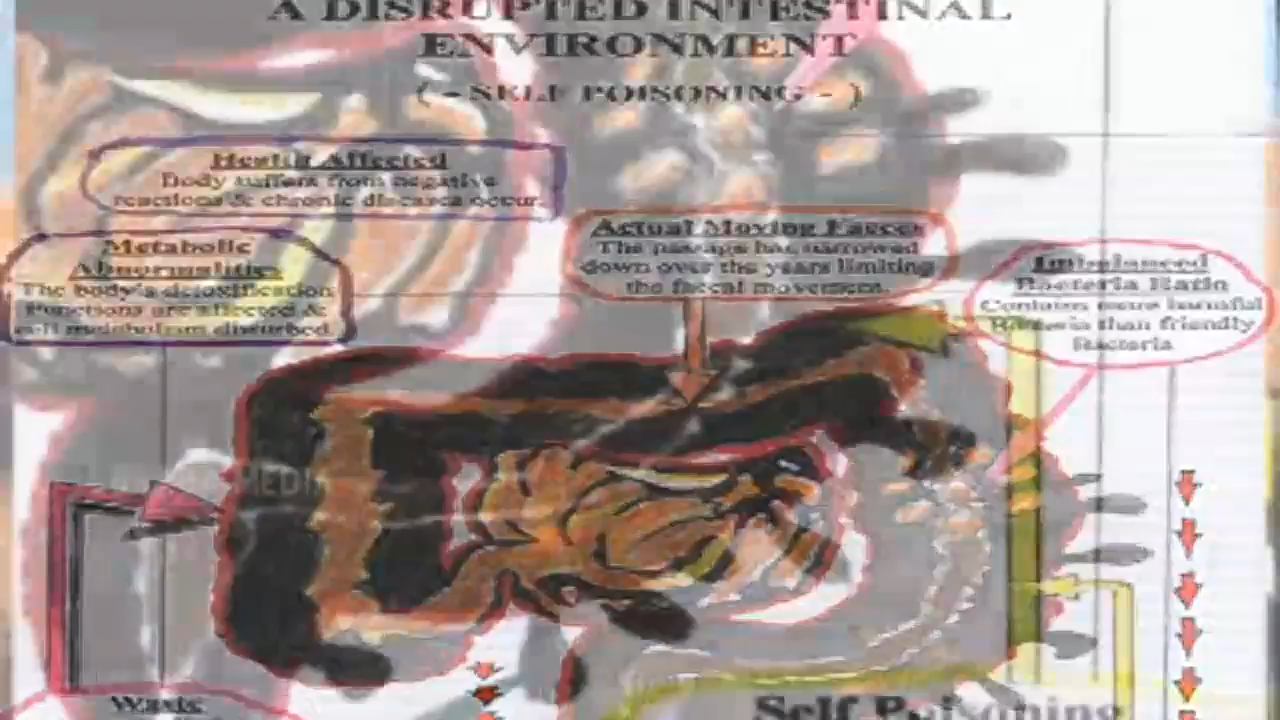 A DISRUPTED INTESTINAL
ENVIRONMENT
( - SELF POISONING - )
Health Affected
Body suffers from negative
reactions & chronic diseases occur.
Metabolic
Abnormalities
The body's detoxification
Functions are affected &
cell metabolism disturbed.
Actual Moving Faeces
The passage has narrowed
down over the years limiting
the faecal movement.
Imbalanced
Bacteria Ratio
Contains more harmful
Bacteria than friendly
Bacteria
MEDI
Waste
Self Poisoning